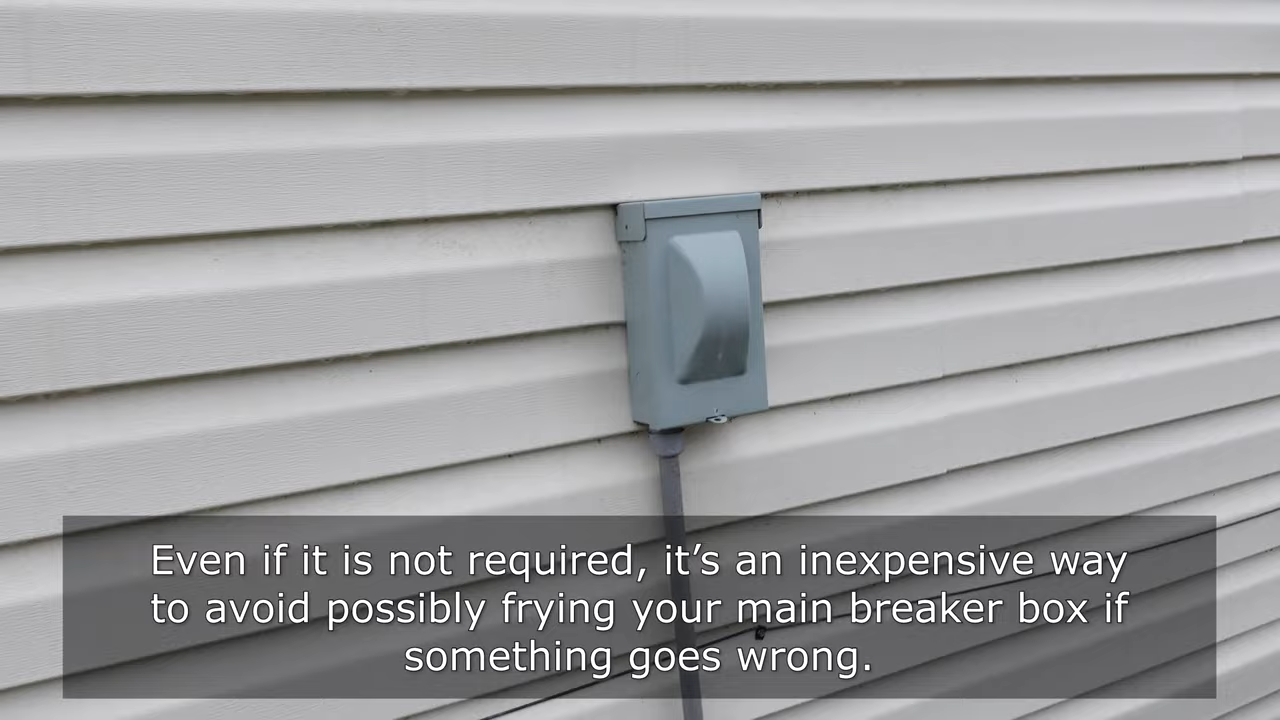 Even if it is not required, it’s an inexpensive way
to avoid possibly frying your main breaker box if
something goes wrong.